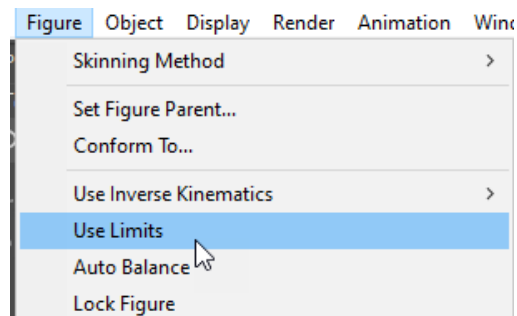 Figure Object Display Render Animation
Skinning Method
Set Figure Parent...
Conform To...
Use Inverse Kinematics
Use Limits
Auto Balance
Lock Figure